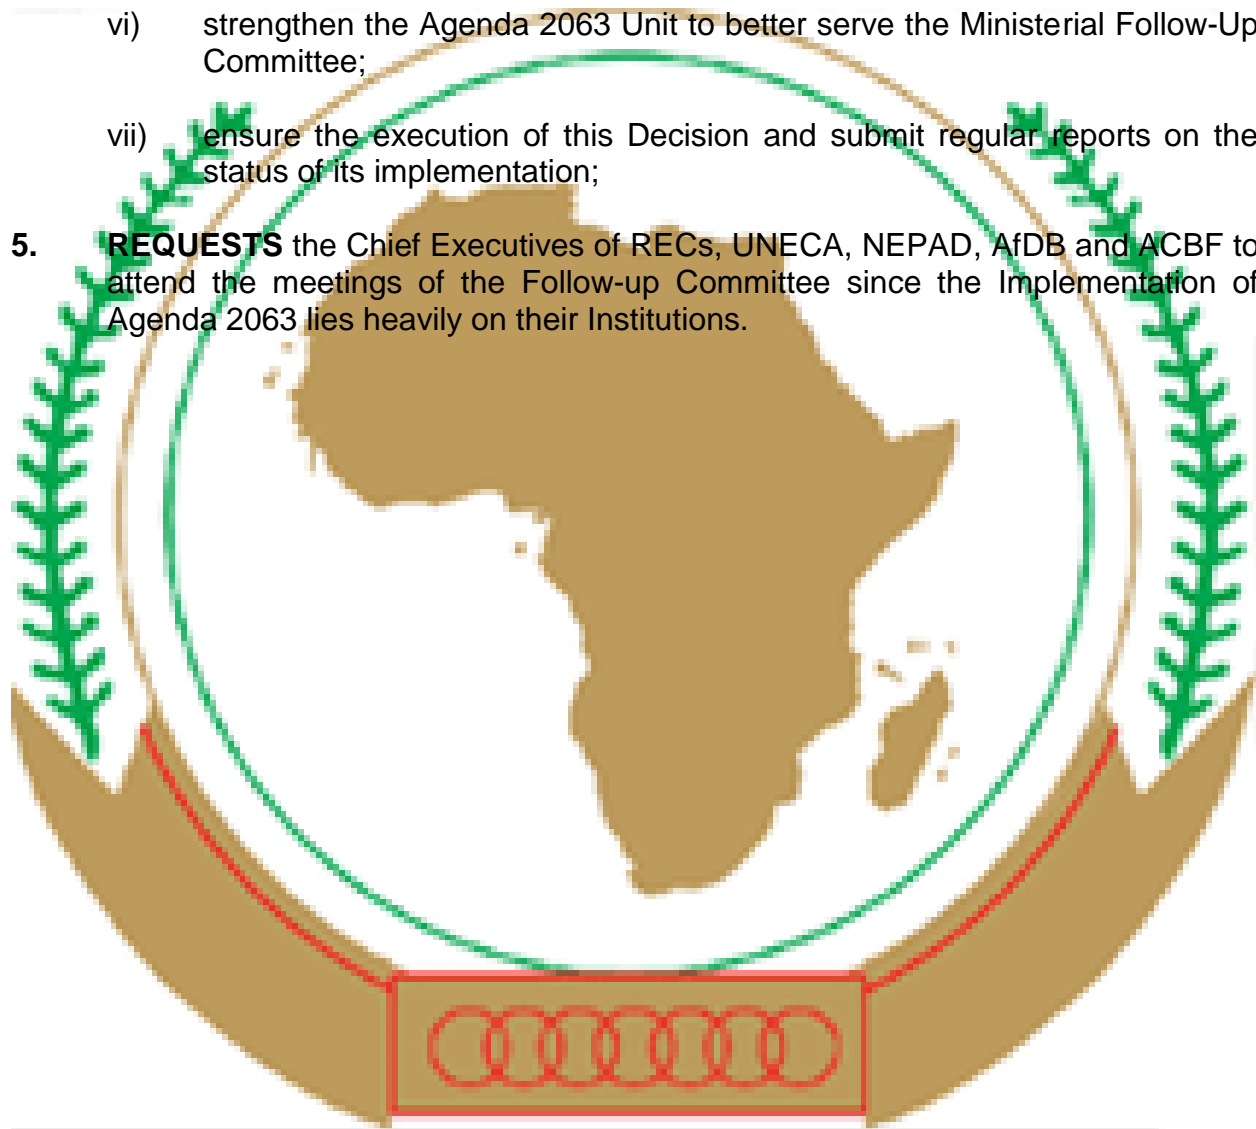 vi) strengthen the Agenda 2063 Unit to better serve the Ministerial Follow-Up
Committee;
vii) ensure the execution of this Decision and submit regular reports on the
status of its implementation;
5. REQUESTS the Chief Executives of RECs, UNECA, NEPAD, AfDB and ACBF to
attend the meetings of the Follow-up Committee since the Implementation of
Agenda 2063 lies heavily on their Institutions.